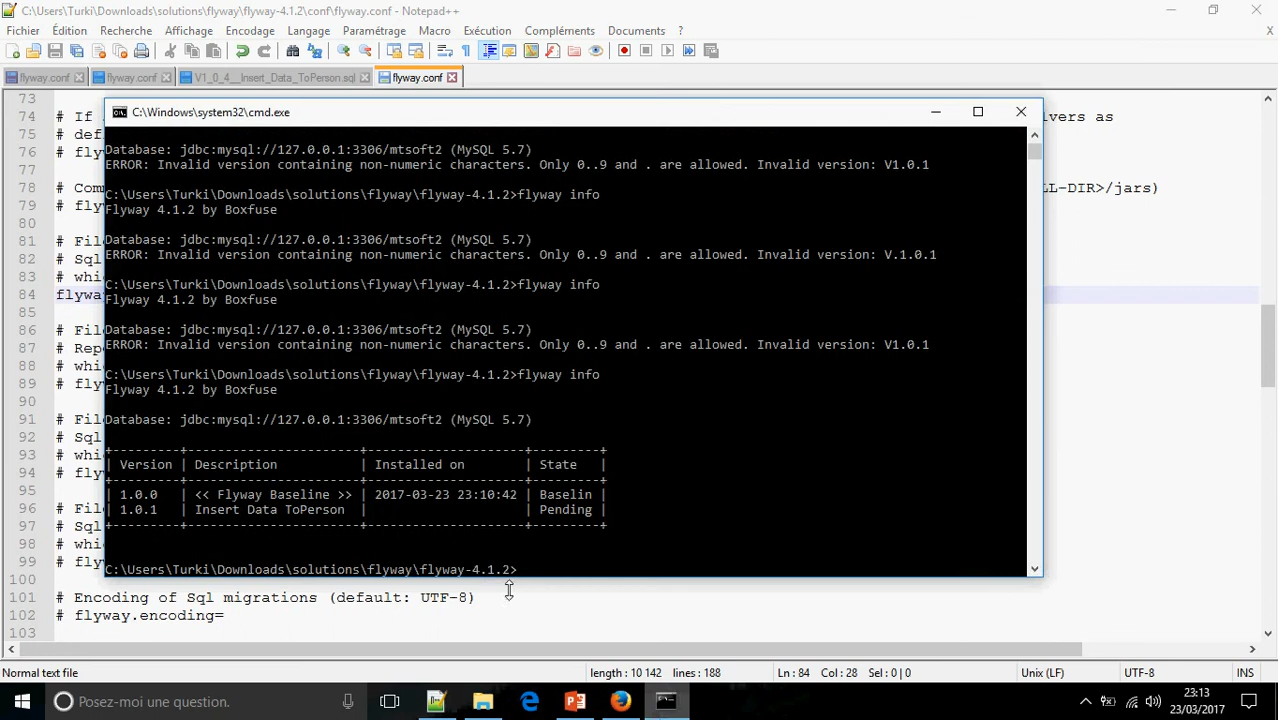 C:\Users\Turki\Downloads\solutions\flyway\flyway-4.1.2\conf\flyway.conf - Notepad++
Fichier Édition Recherche Affichage Encodage Langage Paramétrage Macro Exécution Compléments Documents ?
X
flyway.conf flyway.conf V1_0_4__Insert_Data_ToPerson.sql flyway.conf
C:\Windows\system32\cmd.exe
73
74 # If ivers as
75 # def
76 # fly
77
78 # Com LL-DIR>/jars)
79 # fly
80
81 # Fil
82 # Sql
83 # whic
84 flyway
85
86 # Fil
87 # Rep
88 # whi
89 # fly
90
91 # Fil
92 # Sql
93 # whi
94 # fly
95
96 # Fil
97 # Sql
98 # whi
99 # fly
100
101 # Encoding of Sql migrations (default: UTF-8)
102 # flyway.encoding=
103
Database: jdbc:mysql://127.0.0.1:3306/mtsoft2 (MySQL 5.7)
ERROR: Invalid version containing non-numeric characters. Only 0..9 and . are allowed. Invalid version: V1.0.1
C:\Users\Turki\Downloads\solutions\flyway\flyway-4.1.2>flyway info
Flyway 4.1.2 by Boxfuse
Database: jdbc:mysql://127.0.0.1:3306/mtsoft2 (MySQL 5.7)
ERROR: Invalid version containing non-numeric characters. Only 0..9 and . are allowed. Invalid version: V.1.0.1
C:\Users\Turki\Downloads\solutions\flyway\flyway-4.1.2>flyway info
Flyway 4.1.2 by Boxfuse
Database: jdbc:mysql://127.0.0.1:3306/mtsoft2 (MySQL 5.7)
ERROR: Invalid version containing non-numeric characters. Only 0..9 and . are allowed. Invalid version: V1.0.1
C:\Users\Turki\Downloads\solutions\flyway\flyway-4.1.2>flyway info
Flyway 4.1.2 by Boxfuse
Database: jdbc:mysql://127.0.0.1:3306/mtsoft2 (MySQL 5.7)
+---------+-----------------------+---------------------+---------+
| Version | Description | Installed on | State |
+---------+-----------------------+---------------------+---------+
| 1.0.0 | << Flyway Baseline >> | 2017-03-23 23:10:42 | Baselin |
| 1.0.1 | Insert Data ToPerson | | Pending |
+---------+-----------------------+---------------------+---------+
C:\Users\Turki\Downloads\solutions\flyway\flyway-4.1.2>
Normal text file length : 10 142 lines : 188 Ln : 84 Col : 28 Sel : 0 | 0 Unix (LF) UTF-8 INS
Posez-moi une question.
23:13
23/03/2017